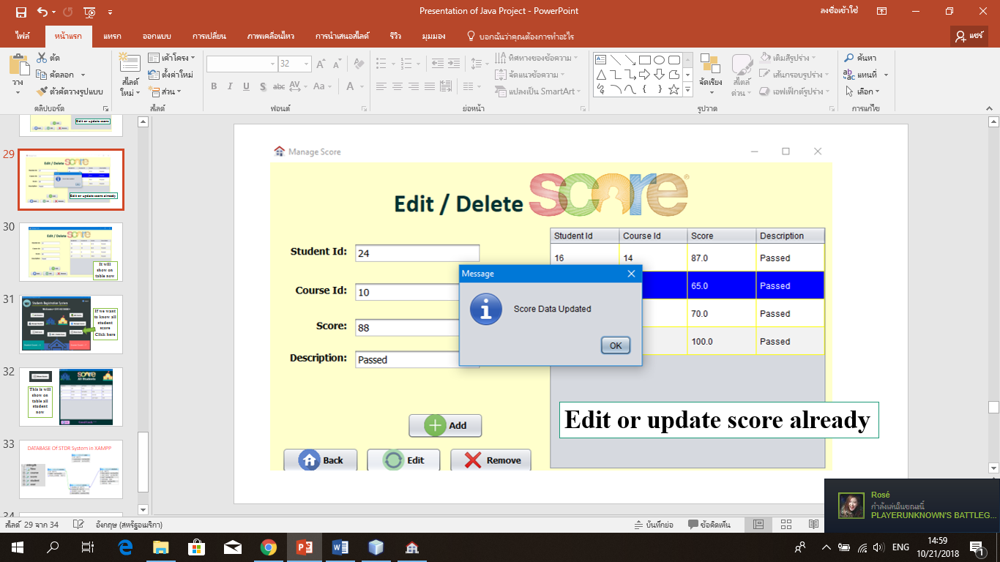 Presentation of Java Project - PowerPoint
ลงชื่อเข้าใช้
ไฟล์
หน้าแรก
แทรก
ออกแบบ
การเปลี่ยน
ภาพเคลื่อนไหว
การนำเสนอสไลด์
รีวิว
มุมมอง
บอกฉันว่าคุณต้องการทำอะไร
แชร์
วาง
ตัด
คัดลอก
ตัวคัดวางรูปแบบ
คลิปบอร์ด
สไลด์
ใหม่
เค้าโครง
ตั้งค่าใหม่
ส่วน
สไลด์
32
B I U S abc AV Aa A
ฟอนต์
ทิศทางของข้อความ
จัดแนวข้อความ
แปลงเป็น SmartArt
ย่อหน้า
จัดเรียง
สไตล์
ด่วน
เติมสีรูปร่าง
เส้นกรอบรูปร่าง
เอฟเฟ็กต์รูปร่าง
รูปวาด
ค้นหา
แทนที่
เลือก
การแก้ไข
Edit or update score
29
Edit / Delete score
Edit or update score already
30
Edit / Delete score
It will
show on
table now
31
Students Registration System
If we want
to know all
student
score
Click here
32
score
All Students
This is will
show on
table all
student
now
33
DATABASE Of STDR System in XAMPP
34
Manage Score
Edit / Delete score
Student Id: 24
Course Id: 10
Score: 88
Description: Passed
Student Id Course Id Score Description
16 14 87.0 Passed
65.0 Passed
70.0 Passed
100.0 Passed
Message
Score Data Updated
OK
Add
Back
Edit
Remove
Edit or update score already
Rosé
กำลังเล่นในขณะนี้
PLAYERUNKNOWN'S BATTLEG...
สไลด์ 29 จาก 34
อังกฤษ (สหรัฐอเมริกา)
บันทึกย่อ
ข้อคิดเห็น
ENG
14:59
10/21/2018
1